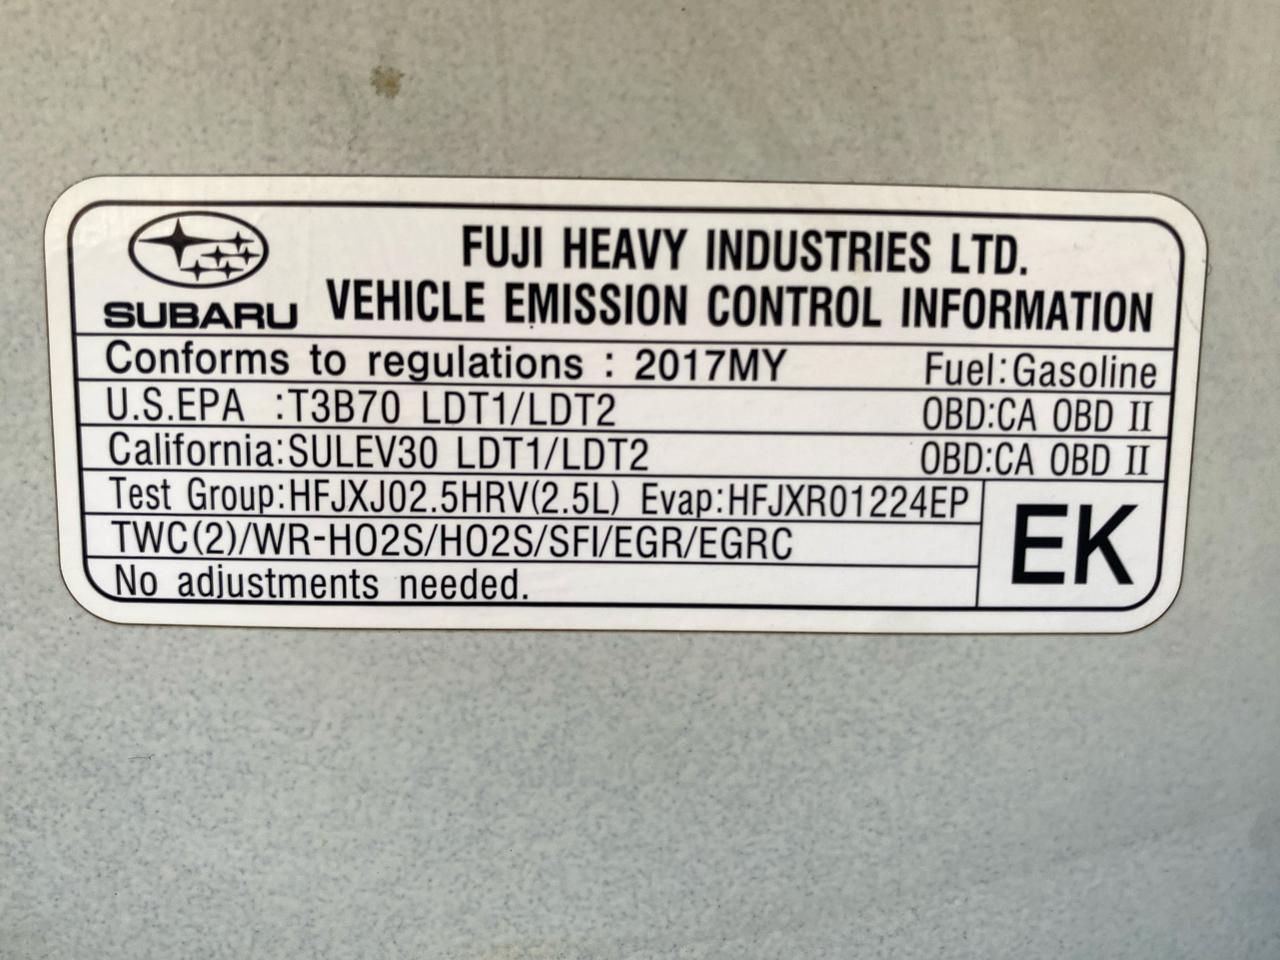 SUBARU
FUJI HEAVY INDUSTRIES LTD.
VEHICLE EMISSION CONTROL INFORMATION
Conforms to regulations : 2017MY Fuel:Gasoline
U.S.EPA :T3B70 LDT1/LDT2 OBD:CA OBD II
California:SULEV30 LDT1/LDT2 OBD:CA OBD II
Test Group:HFJXJ02.5HRV(2.5L) Evap:HFJXR01224EP
TWC(2)/WR-HO2S/HO2S/SFI/EGR/EGRC
No adjustments needed.
EK